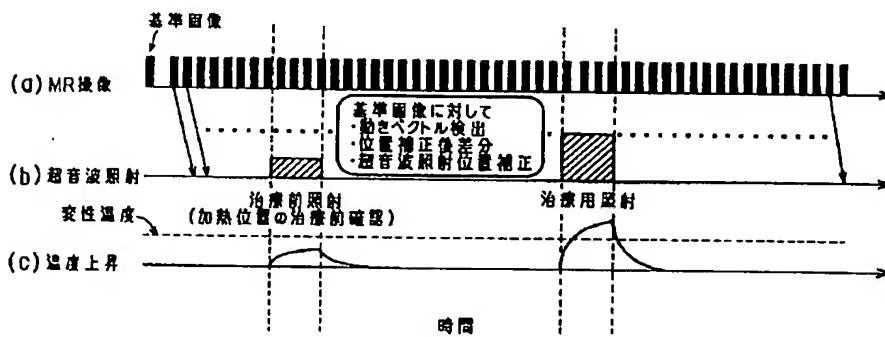 基準画像
(a)MR撮像
基準画像に対して
・動きベクトル検出
・位置補正後差分
・超音波照射位置補正
(b)超音波照射
治療前照射
(加熱位置の治療前確認)
治療用照射
変性温度
(c)温度上昇
時間